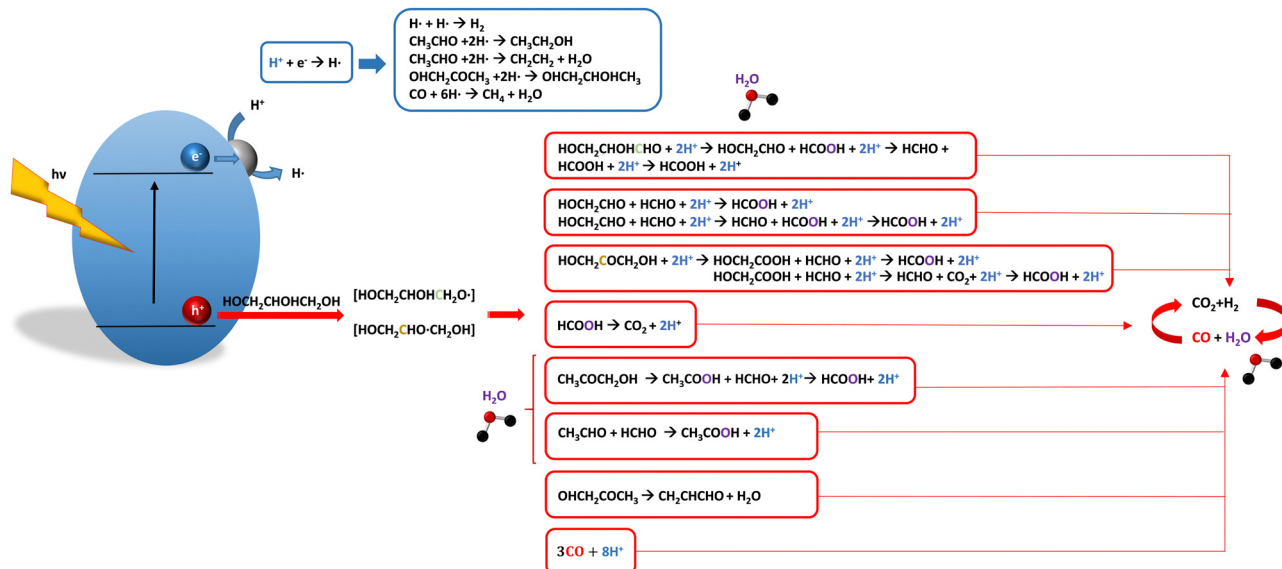 H· + H· → H₂
CH₃CHO +2H· → CH₃CH₂OH
CH₃CHO +2H· → CH₂CH₂ + H₂O
OHCH₂COCH₃ +2H· → OHCH₂CHOHCH₃
CO + 6H· → CH₄ + H₂O
H⁺ + e⁻ → H·
H₂O
H⁺
e⁻
H·
hν
HOCH₂CHOHCHO + 2H⁺ → HOCH₂CHO + HCOOH + 2H⁺ → HCHO +
HCOOH + 2H⁺ → HCOOH + 2H⁺
HOCH₂CHO + HCHO + 2H⁺ → HCOOH + 2H⁺
HOCH₂CHO + HCHO + 2H⁺ → HCHO + HCOOH + 2H⁺ → HCOOH + 2H⁺
HOCH₂COCH₂OH + 2H⁺ → HOCH₂COOH + HCHO + 2H⁺ → HCOOH + 2H⁺
HOCH₂COOH + HCHO + 2H⁺ → HCHO + CO₂ + 2H⁺ → HCOOH + 2H⁺
h⁺
HOCH₂CHOHCH₂OH
[HOCH₂CHOHCH₂O·]
[HOCH₂CHO·CH₂OH]
HCOOH → CO₂ + 2H⁺
CO₂+H₂
CO + H₂O
H₂O
CH₃COCH₂OH → CH₃COOH + HCHO+ 2H⁺ → HCOOH+ 2H⁺
CH₃CHO + HCHO → CH₃COOH + 2H⁺
OHCH₂COCH₃ → CH₂CHCHO + H₂O
3CO + 8H⁺